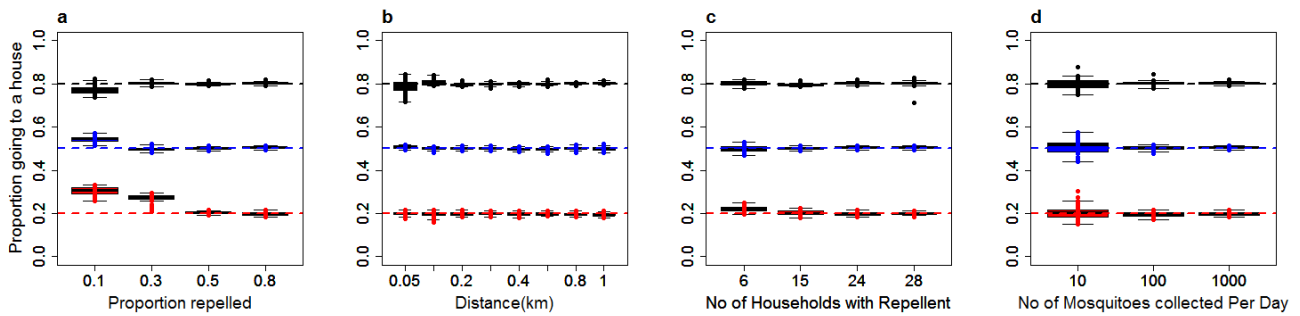 a
b
c
d
Proportion going to a house
0.0 0.2 0.4 0.6 0.8 1.0
0.1 0.3 0.5 0.8
Proportion repelled
0.0 0.2 0.4 0.6 0.8 1.0
0.05 0.2 0.4 0.8 1
Distance(km)
0.0 0.2 0.4 0.6 0.8 1.0
6 15 24 28
No of Households with Repellent
0.0 0.2 0.4 0.6 0.8 1.0
10 100 1000
No of Mosquitoes collected Per Day